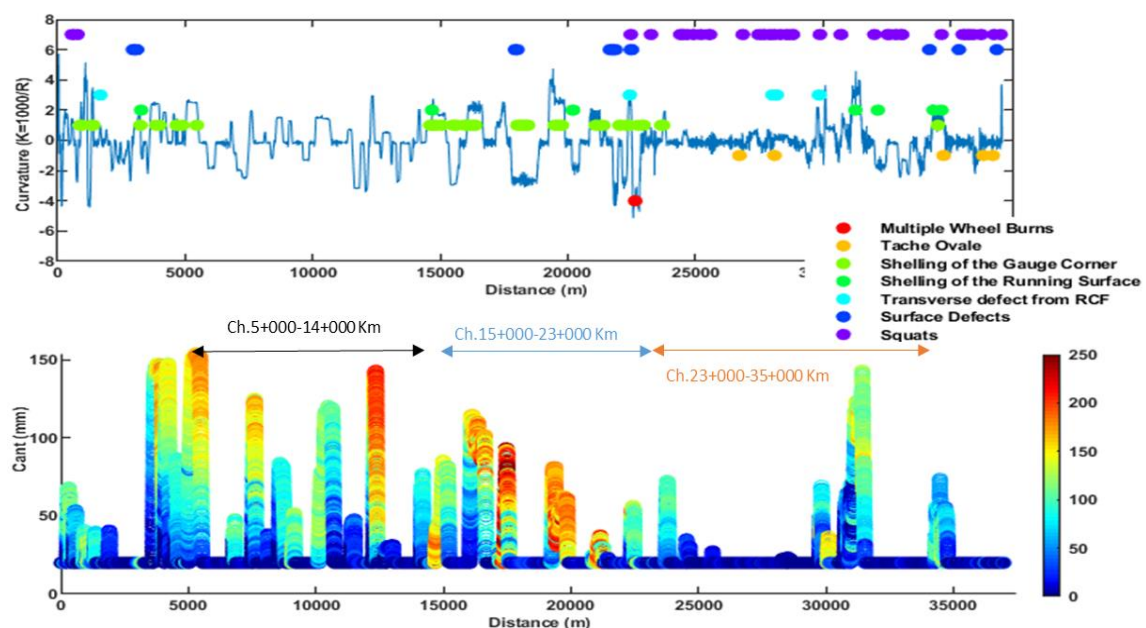 8
6
4
2
0
-2
-4
-6
-8
Curvature (K=1000/R)
0 5000 10000 15000 20000 25000 3
Distance (m)
Multiple Wheel Burns
Tache Ovale
Shelling of the Gauge Corner
Shelling of the Running Surface
Transverse defect from RCF
Surface Defects
Squats
Ch.5+000-14+000 Km
Ch.15+000-23+000 Km
Ch.23+000-35+000 Km
150
100
50
0
Cant (mm)
0 5000 10000 15000 20000 25000 30000 35000
Distance (m)
250
200
150
100
50
0